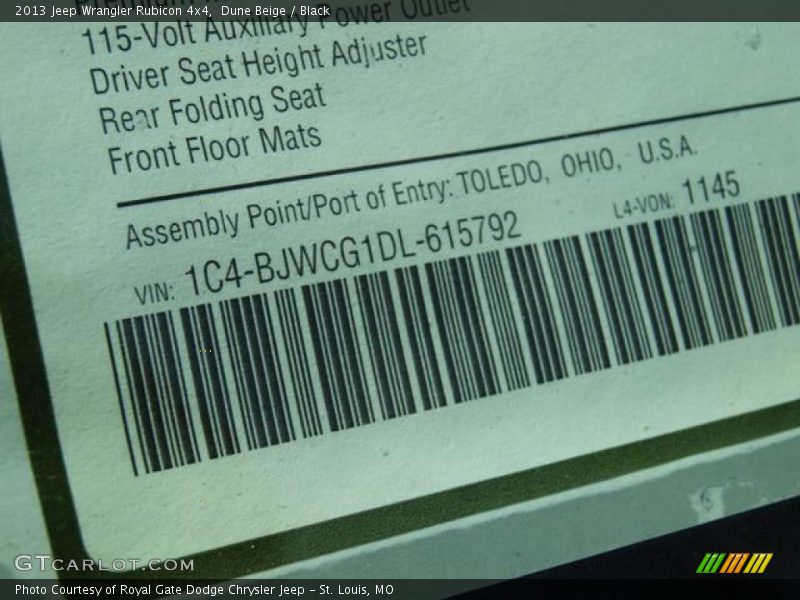 2013 Jeep Wrangler Rubicon 4x4, Dune Beige / Black
Premium
115-Volt Auxiliary Power Outlet
Driver Seat Height Adjuster
Rear Folding Seat
Front Floor Mats
Assembly Point/Port of Entry: TOLEDO, OHIO, U.S.A.
VIN: 1C4-BJWCG1DL-615792 L4-VON: 1145
GTCARLOT.COM
Photo Courtesy of Royal Gate Dodge Chrysler Jeep - St. Louis, MO